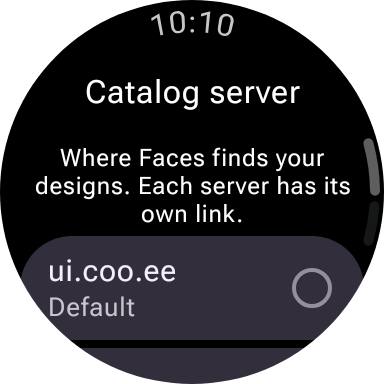 10:10
Catalog server
Where Faces finds your
designs. Each server has its
own link.
ui.coo.ee
Default